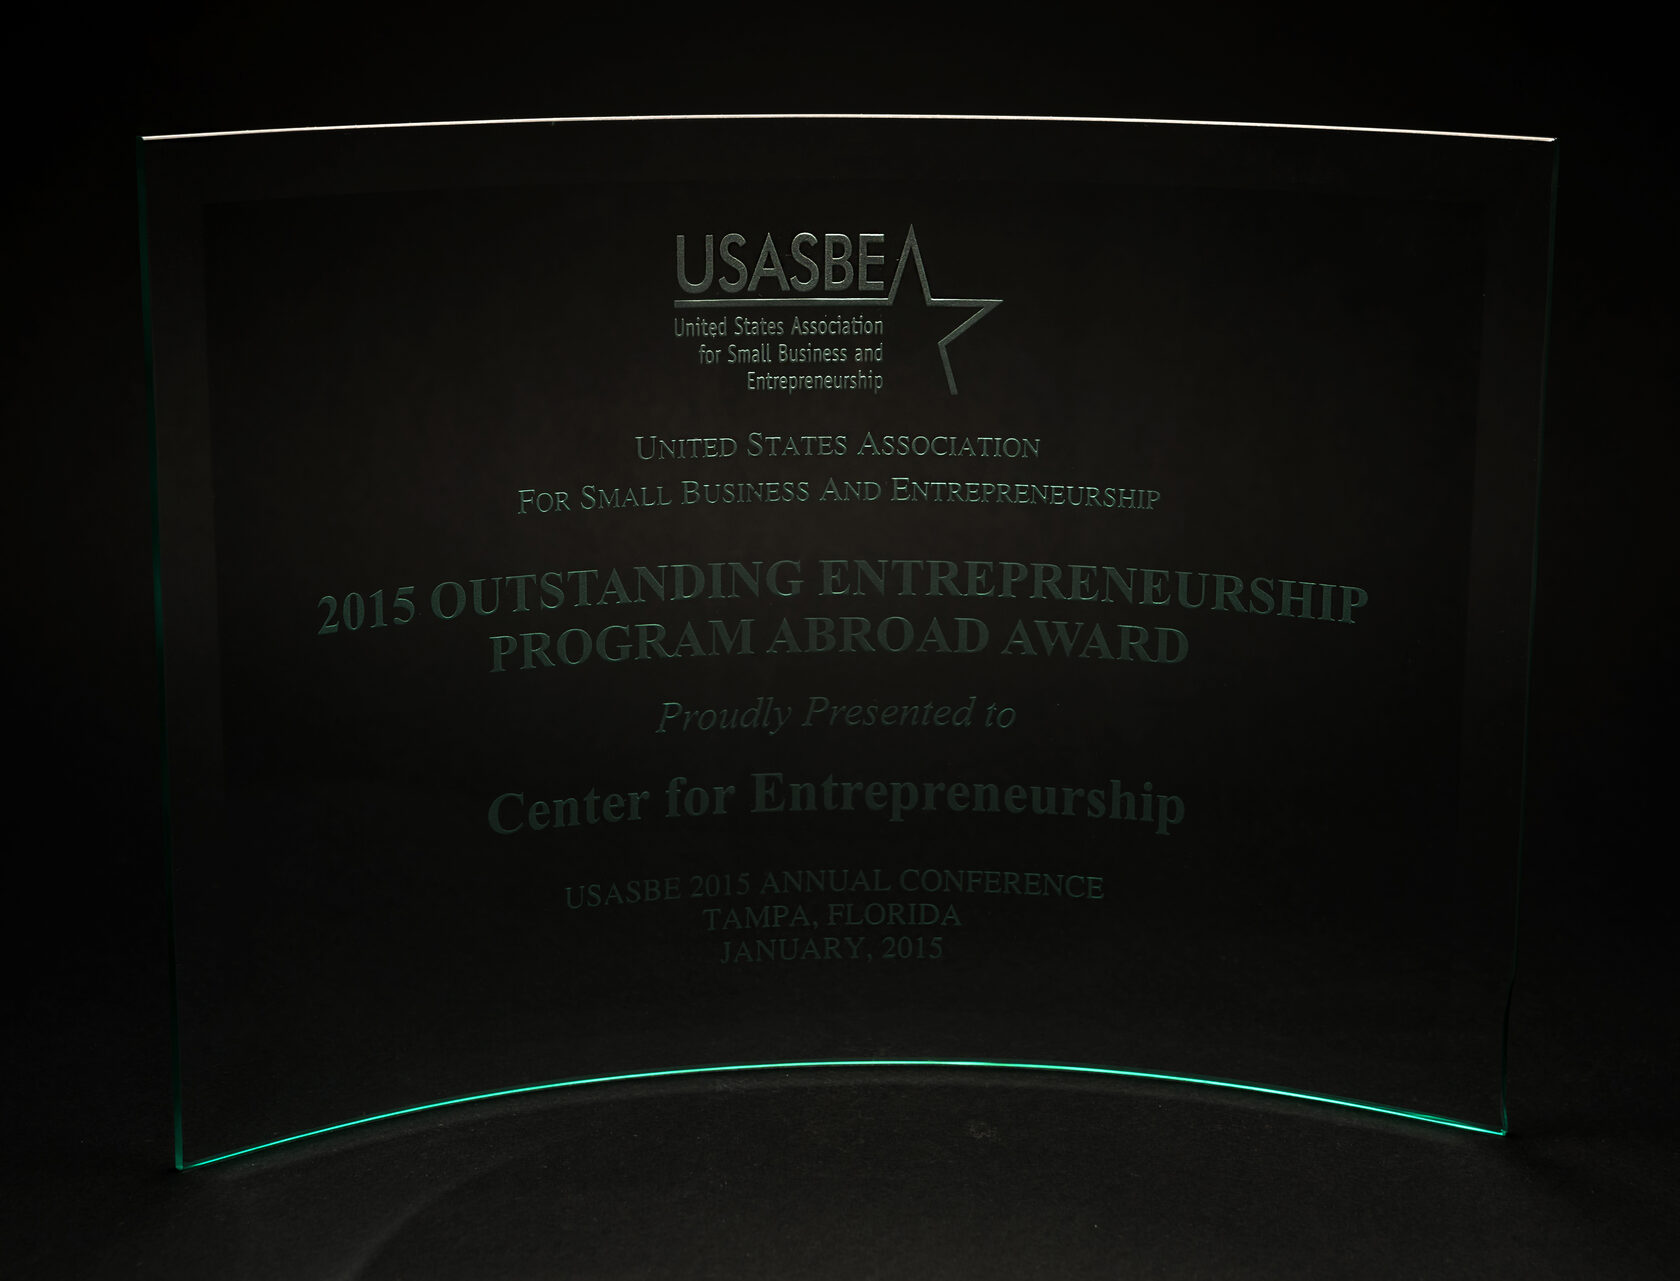 USASBE
United States Association
for Small Business and
Entrepreneurship
UNITED STATES ASSOCIATION
FOR SMALL BUSINESS AND ENTREPRENEURSHIP
2015 OUTSTANDING ENTREPRENEURSHIP
PROGRAM ABROAD AWARD
Proudly Presented to
Center for Entrepreneurship
USASBE 2015 ANNUAL CONFERENCE
TAMPA, FLORIDA
JANUARY, 2015